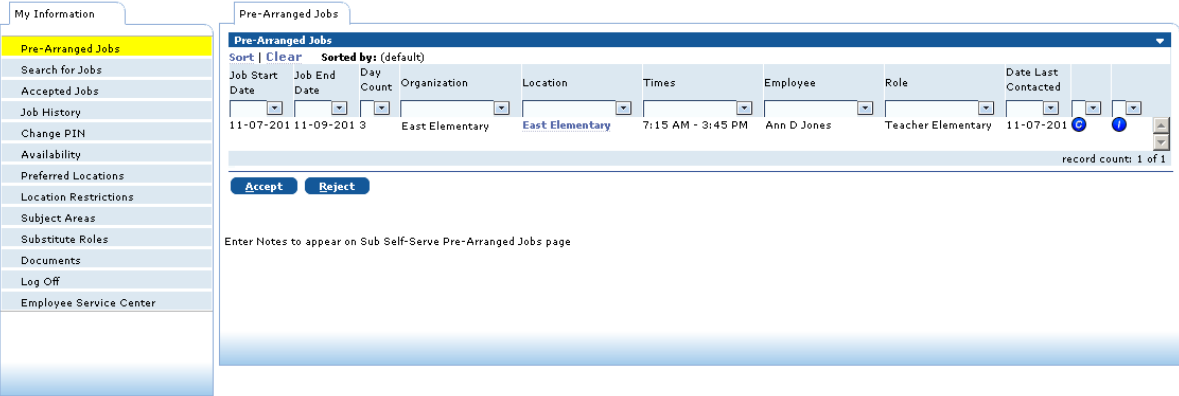 My Information
Pre-Arranged Jobs
Search for Jobs
Accepted Jobs
Job History
Change PIN
Availability
Preferred Locations
Location Restrictions
Subject Areas
Substitute Roles
Documents
Log Off
Employee Service Center
Pre-Arranged Jobs
Pre-Arranged Jobs
Sort | Clear Sorted by: (default)
Job Start Date Job End Date Day Count Organization Location Times Employee Role Date Last Contacted
11-07-201 11-09-201 3 East Elementary East Elementary 7:15 AM - 3:45 PM Ann D Jones Teacher Elementary 11-07-201 C I
record count: 1 of 1
Accept Reject
Enter Notes to appear on Sub Self-Serve Pre-Arranged Jobs page